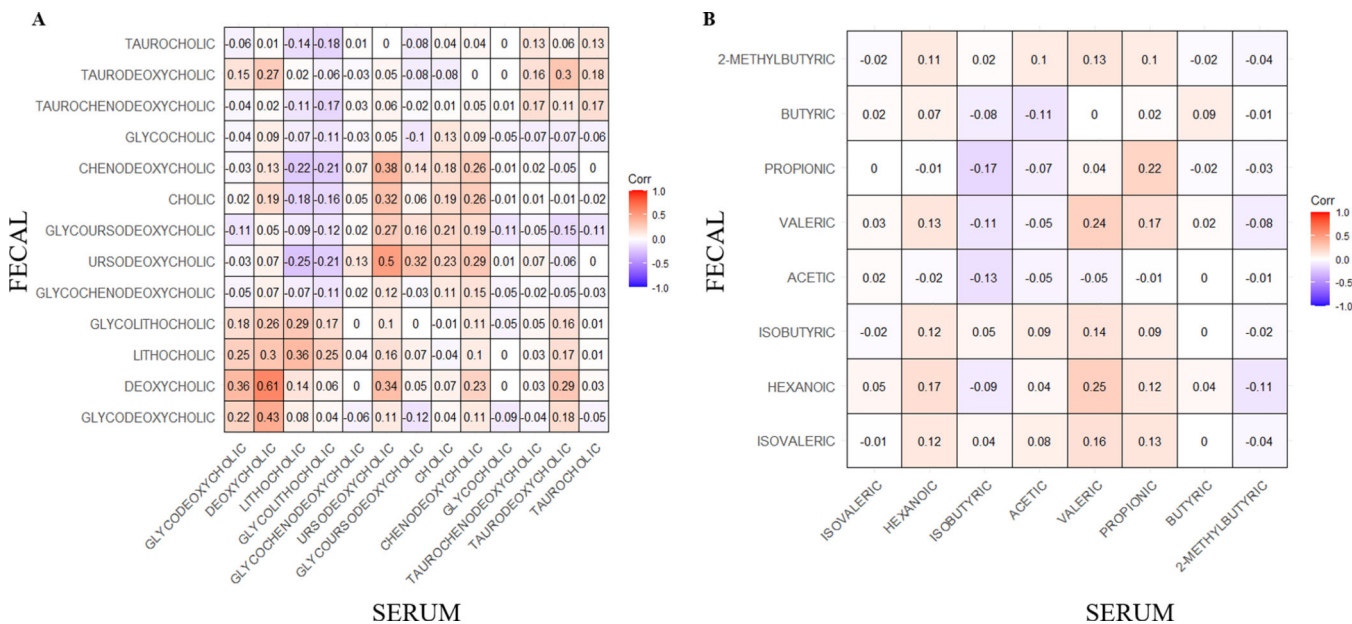 A
TAUROCHOLIC -0.06 0.01 -0.14 -0.18 0.01 0 -0.08 0.04 0.04 0 0.13 0.06 0.13
TAURODEOXYCHOLIC 0.15 0.27 0.02 -0.06 -0.03 0.05 -0.08 -0.08 0 0 0.16 0.3 0.18
TAUROCHENODEOXYCHOLIC -0.04 0.02 -0.11 -0.17 0.03 0.06 -0.02 0.01 0.05 0.01 0.17 0.11 0.17
GLYCOCHOLIC -0.04 0.09 -0.07 -0.11 -0.03 0.05 -0.1 0.13 0.09 -0.05 -0.07 -0.07 -0.06
CHENODEOXYCHOLIC -0.03 0.13 -0.22 -0.21 0.07 0.38 0.14 0.18 0.26 -0.01 0.02 -0.05 0
CHOLIC 0.02 0.19 -0.18 -0.16 0.05 0.32 0.06 0.19 0.26 -0.01 -0.01 -0.01 -0.02
GLYCOURSODEOXYCHOLIC -0.11 0.05 -0.09 -0.12 0.02 0.27 0.16 0.21 0.19 -0.11 -0.05 -0.15 -0.11
URSODEOXYCHOLIC -0.03 0.07 -0.25 -0.21 0.13 0.5 0.32 0.23 0.29 0.01 0.07 -0.06 0
GLYCOCHENODEOXYCHOLIC -0.05 0.07 -0.07 -0.11 0.02 0.12 -0.03 0.11 0.15 -0.05 -0.02 -0.05 -0.03
GLYCOLITHOCHOLIC 0.18 0.26 0.29 0.17 0 0.1 0 -0.01 0.11 -0.05 0.05 0.16 0.01
LITHOCHOLIC 0.25 0.3 0.36 0.25 0.04 0.16 0.07 -0.04 0.1 0 0.03 0.17 0.01
DEOXYCHOLIC 0.36 0.61 0.14 0.06 0 0.34 0.05 0.07 0.23 0 0.03 0.29 0.03
GLYCODEOXYCHOLIC 0.22 0.43 0.08 0.04 -0.06 0.11 -0.12 0.04 0.11 -0.09 -0.04 0.18 -0.05
FECAL
GLYCODEOXYCHOLIC
DEOXYCHOLIC
LITHOCHOLIC
GLYCOLITHOCHOLIC
GLYCOCHENODEOXYCHOLIC
URSODEOXYCHOLIC
GLYCOURSODEOXYCHOLIC
CHOLIC
CHENODEOXYCHOLIC
GLYCOCHOLIC
TAUROCHENODEOXYCHOLIC
TAURODEOXYCHOLIC
TAUROCHOLIC
SERUM
Corr
1.0
0.5
0.0
-0.5
-1.0
B
2-METHYLBUTYRIC -0.02 0.11 0.02 0.1 0.13 0.1 -0.02 -0.04
BUTYRIC 0.02 0.07 -0.08 -0.11 0 0.02 0.09 -0.01
PROPIONIC 0 -0.01 -0.17 -0.07 0.04 0.22 -0.02 -0.03
VALERIC 0.03 0.13 -0.11 -0.05 0.24 0.17 0.02 -0.08
ACETIC 0.02 -0.02 -0.13 -0.05 -0.05 -0.01 0 -0.01
ISOBUTYRIC -0.02 0.12 0.05 0.09 0.14 0.09 0 -0.02
HEXANOIC 0.05 0.17 -0.09 0.04 0.25 0.12 0.04 -0.11
ISOVALERIC -0.01 0.12 0.04 0.08 0.16 0.13 0 -0.04
FECAL
ISOVALERIC
HEXANOIC
ISOBUTYRIC
ACETIC
VALERIC
PROPIONIC
BUTYRIC
2-METHYLBUTYRIC
SERUM
Corr
1.0
0.5
0.0
-0.5
-1.0